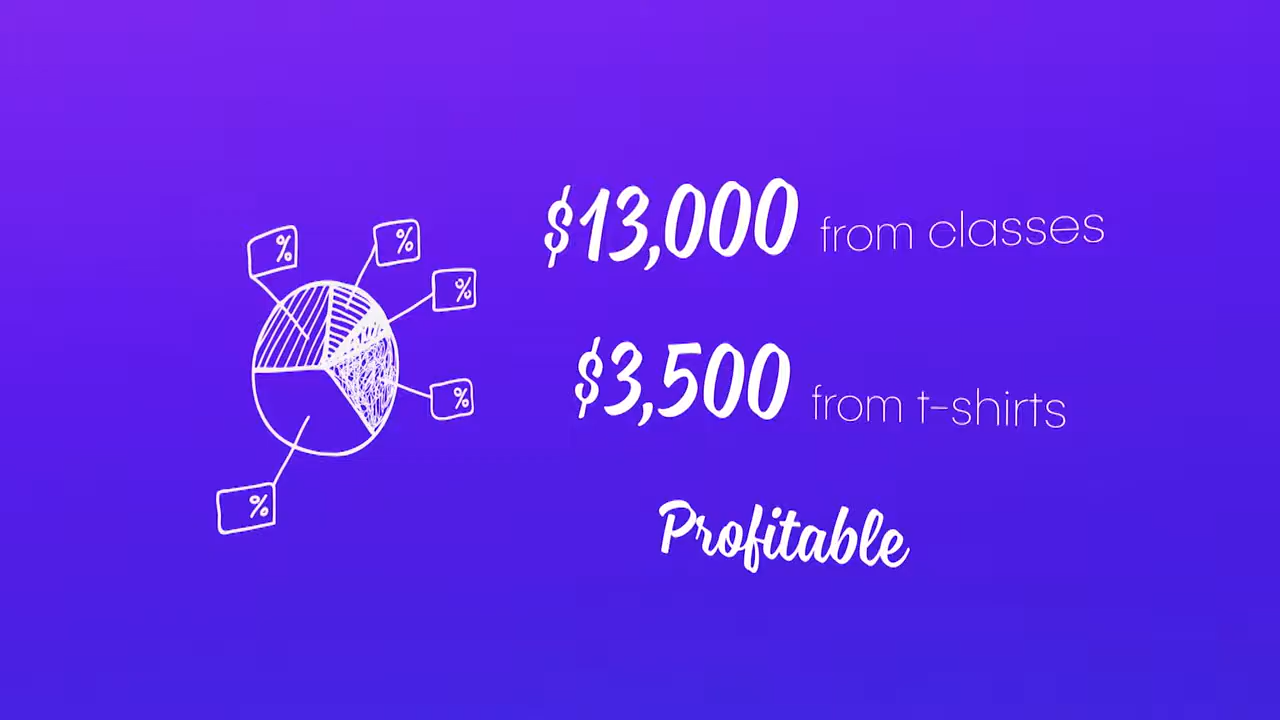 %
%
%
%
%
$13,000 from classes
$3,500 from t-shirts
Profitable